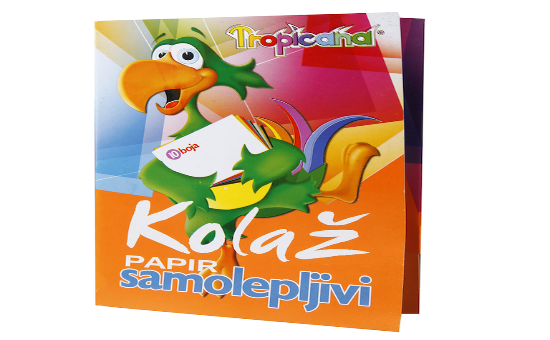 Tropicana®
10 boja
Kolaž
PAPIR
samolepljivi